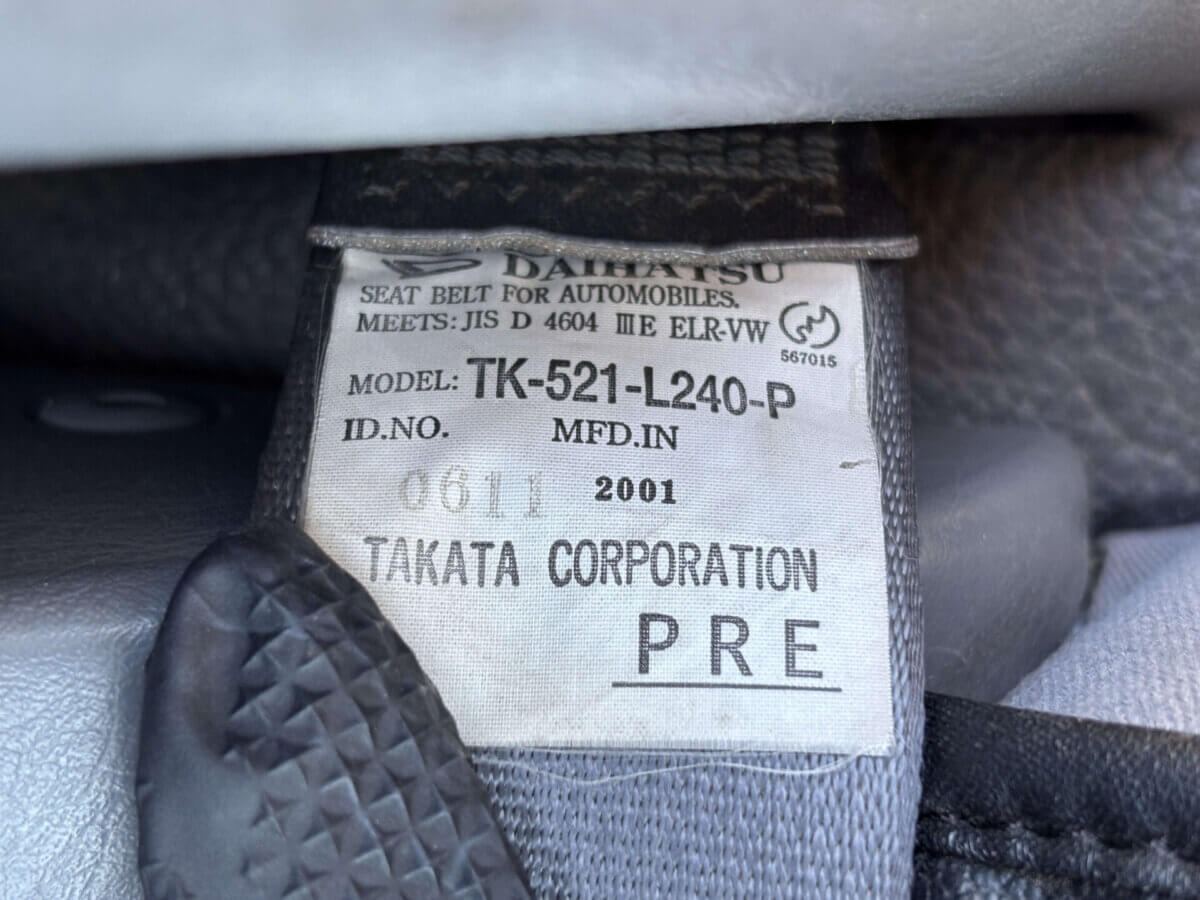 DAIHATSU
SEAT BELT FOR AUTOMOBILES.
MEETS: JIS D 4604 ⅢE ELR-VW
567015
MODEL: TK-521-L240-P
ID.NO. MFD.IN
0611 2001
TAKATA CORPORATION
PRE